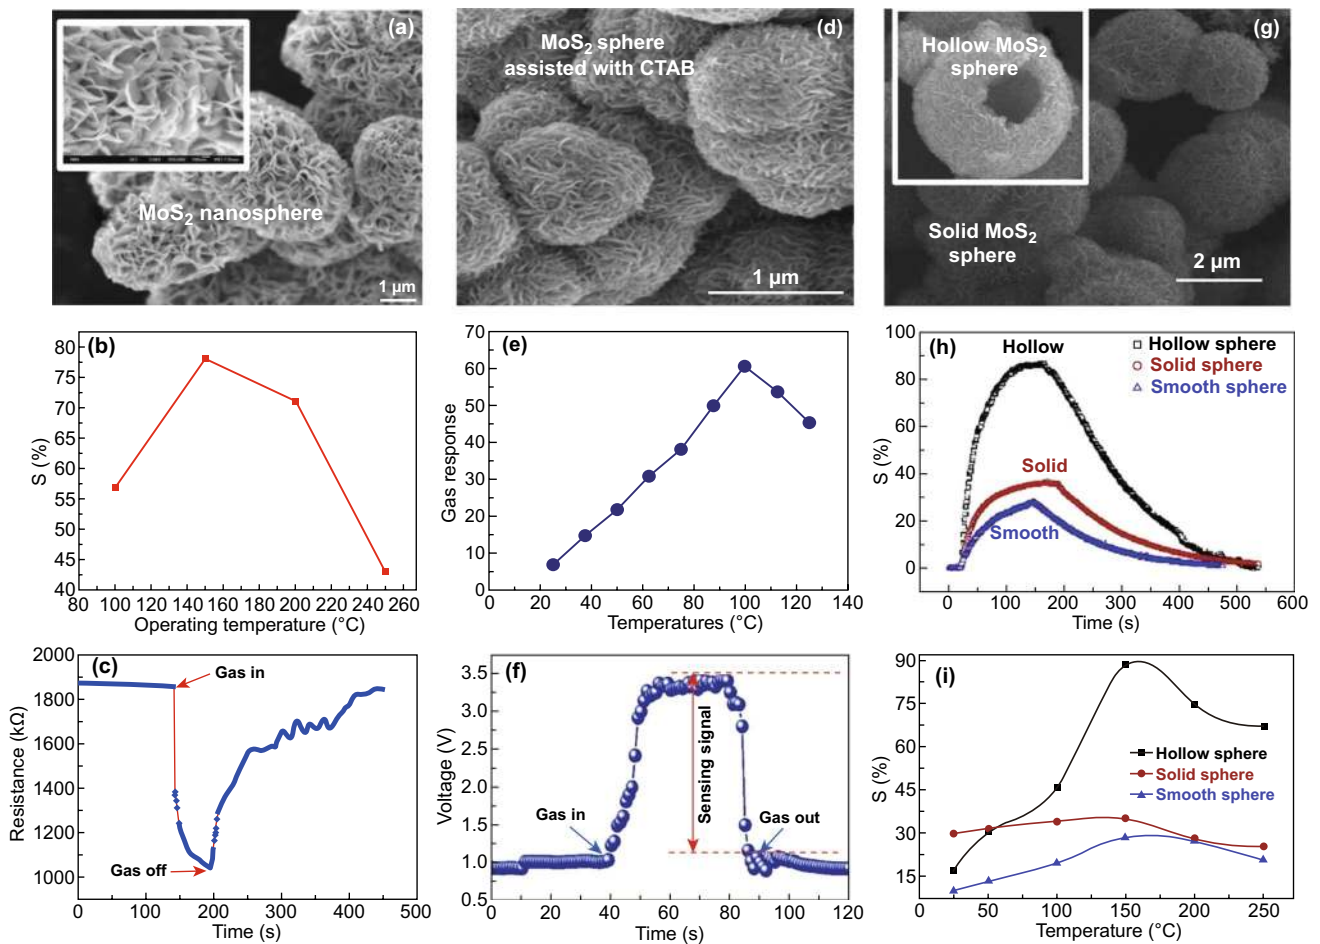 (a)
MoS2 nanosphere
1 µm
(d)
MoS2 sphere
assisted with CTAB
1 µm
(g)
Hollow MoS2
sphere
Solid MoS2
sphere
2 µm
(b)
S (%)
80
75
70
65
60
55
50
45
40
80 100 120 140 160 180 200 220 240 260
Operating temperature (°C)
(e)
Gas response
70
60
50
40
30
20
10
0
0 20 40 60 80 100 120 140
Temperatures (°C)
(h)
Hollow
Hollow sphere
Solid sphere
Smooth sphere
Solid
Smooth
S (%)
100
80
60
40
20
0
0 100 200 300 400 500 600
Time (s)
(c)
Gas in
Gas off
Resistance (kΩ)
2000
1800
1600
1400
1200
1000
0 100 200 300 400 500
Time (s)
(f)
Gas in
Sensing signal
Gas out
Voltage (V)
3.5
3.0
2.5
2.0
1.5
1.0
0.5
0 20 40 60 80 100 120
Time (s)
(i)
Hollow sphere
Solid sphere
Smooth sphere
S (%)
90
75
60
45
30
15
50 100 150 200 250
Temperature (°C)